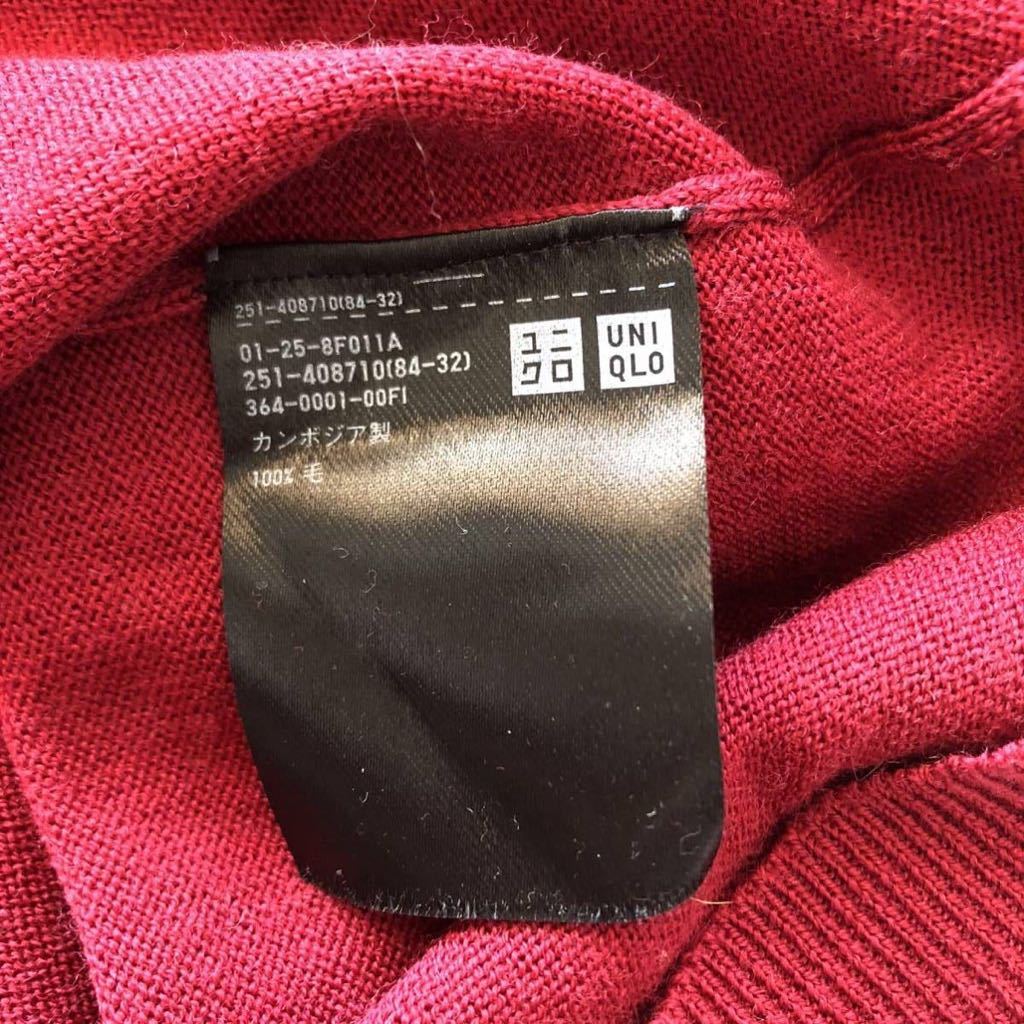 251-408710(84-32)
01-25-8F011A
251-408710(84-32)
364-0001-00FI
カンボジア製
100% 毛
ユニ
クロ
UNI
QLO